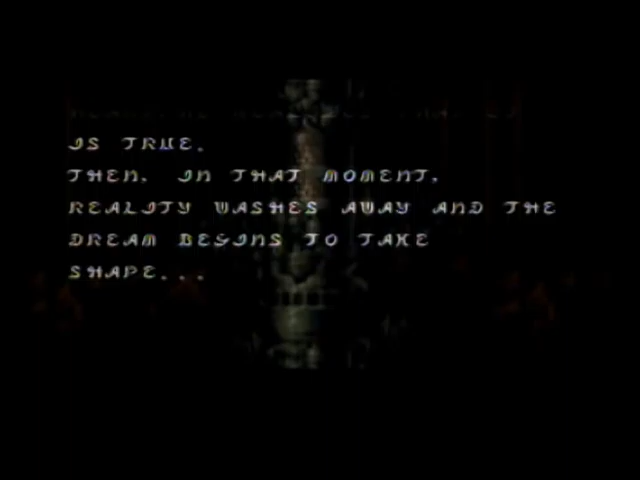 IS TRUE.
THEN, IN THAT MOMENT,
REALITY WASHES AWAY AND THE
DREAM BEGINS TO TAKE
SHAPE...